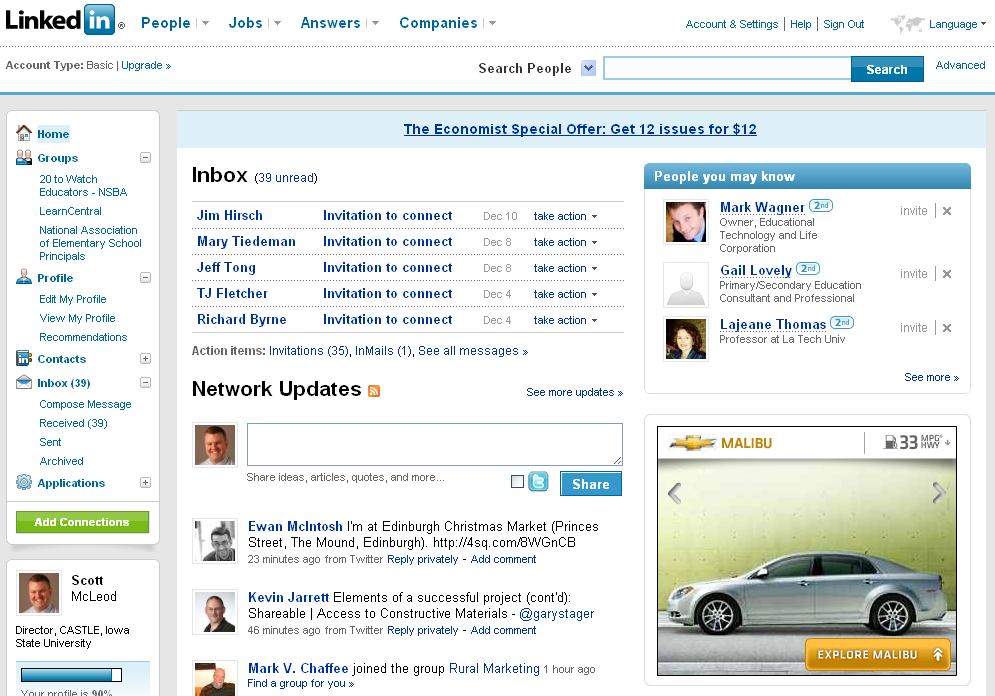 Linked in ®
People Jobs Answers Companies
Account & Settings | Help | Sign Out Language
Account Type: Basic | Upgrade »
Search People Search Advanced
Home
Groups
20 to Watch
Educators - NSBA
LearnCentral
National Association
of Elementary School
Principals
Profile
Edit My Profile
View My Profile
Recommendations
Contacts
Inbox (39)
Compose Message
Received (39)
Sent
Archived
Applications
Add Connections
Scott
McLeod
Director, CASTLE, Iowa
State University
Your profile is 90%
The Economist Special Offer: Get 12 issues for $12
Inbox (39 unread)
Jim Hirsch Invitation to connect Dec 10 take action
Mary Tiedeman Invitation to connect Dec 8 take action
Jeff Tong Invitation to connect Dec 8 take action
TJ Fletcher Invitation to connect Dec 4 take action
Richard Byrne Invitation to connect Dec 4 take action
Action items: Invitations (35), InMails (1), See all messages »
Network Updates See more updates »
Share ideas, articles, quotes, and more... Share
Ewan McIntosh I'm at Edinburgh Christmas Market (Princes
Street, The Mound, Edinburgh). http://4sq.com/8WGnCB
23 minutes ago from Twitter Reply privately - Add comment
Kevin Jarrett Elements of a successful project (cont'd):
Shareable | Access to Constructive Materials - @garystager
46 minutes ago from Twitter Reply privately - Add comment
Mark V. Chaffee joined the group Rural Marketing 1 hour ago
Find a group for you »
People you may know
Mark Wagner 2nd invite
Owner, Educational
Technology and Life
Corporation
Gail Lovely 2nd invite
Primary/Secondary Education
Consultant and Professional
Lajeane Thomas 2nd invite
Professor at La Tech Univ
See more »
MALIBU 33 MPG HWY
EXPLORE MALIBU